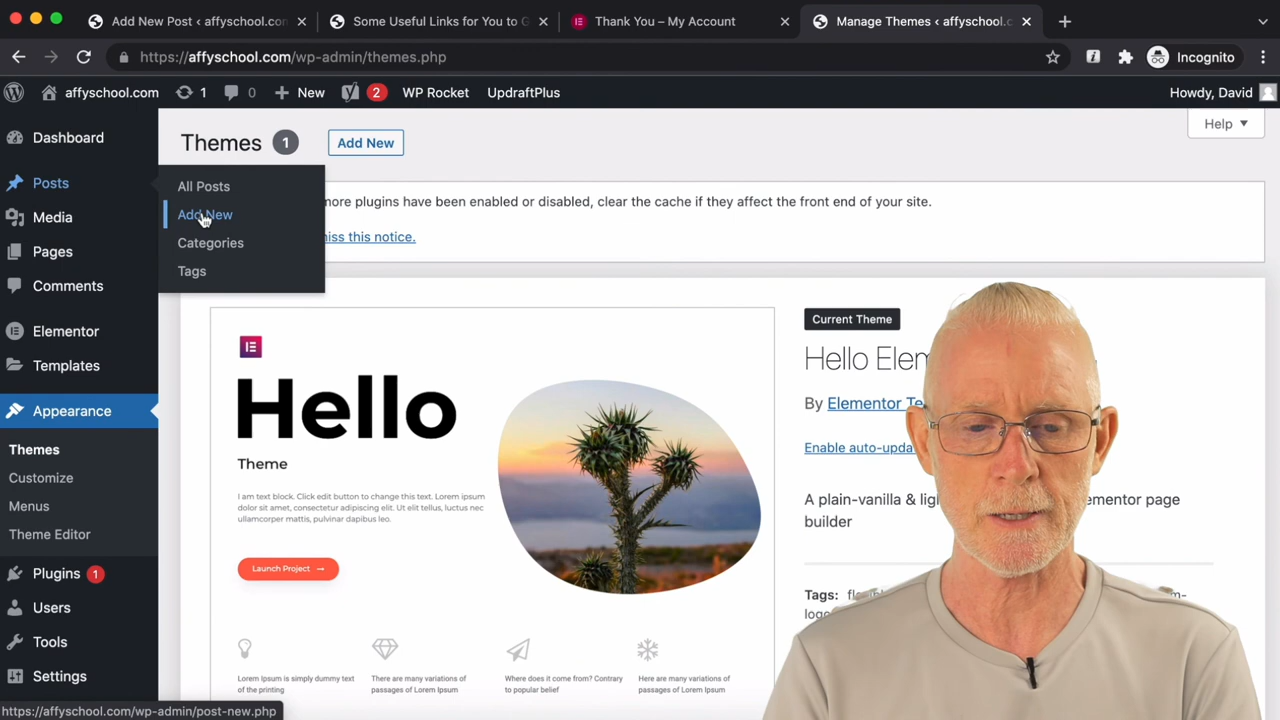 Add New Post ‹ affyschool.com
Some Useful Links for You to G
Thank You – My Account
Manage Themes ‹ affyschool.c
https://affyschool.com/wp-admin/themes.php
Incognito
affyschool.com
1
0
New
2
WP Rocket
UpdraftPlus
Howdy, David
Dashboard
Posts
Media
Pages
Comments
Elementor
Templates
Appearance
Themes
Customize
Menus
Theme Editor
Plugins 1
Users
Tools
Settings
Themes 1
Add New
Help
All Posts
Add New
Categories
Tags
more plugins have been enabled or disabled, clear the cache if they affect the front end of your site.
miss this notice.
Hello
Theme
I am text block. Click edit button to change this text. Lorem ipsum
dolor sit amet, consectetur adipiscing elit. Ut elit tellus, luctus nec
ullamcorper mattis, pulvinar dapibus leo.
Launch Project →
Lorem Ipsum is simply dummy text
of the printing
There are many variations of
passages of Lorem Ipsum
Where does it come from? Contrary
to popular belief
Here are many variations of
passages of Lorem Ipsum
Current Theme
Hello Elem
By Elementor Te
Enable auto-upda
A plain-vanilla & lig
ementor page
builder
Tags:
https://affyschool.com/wp-admin/post-new.php